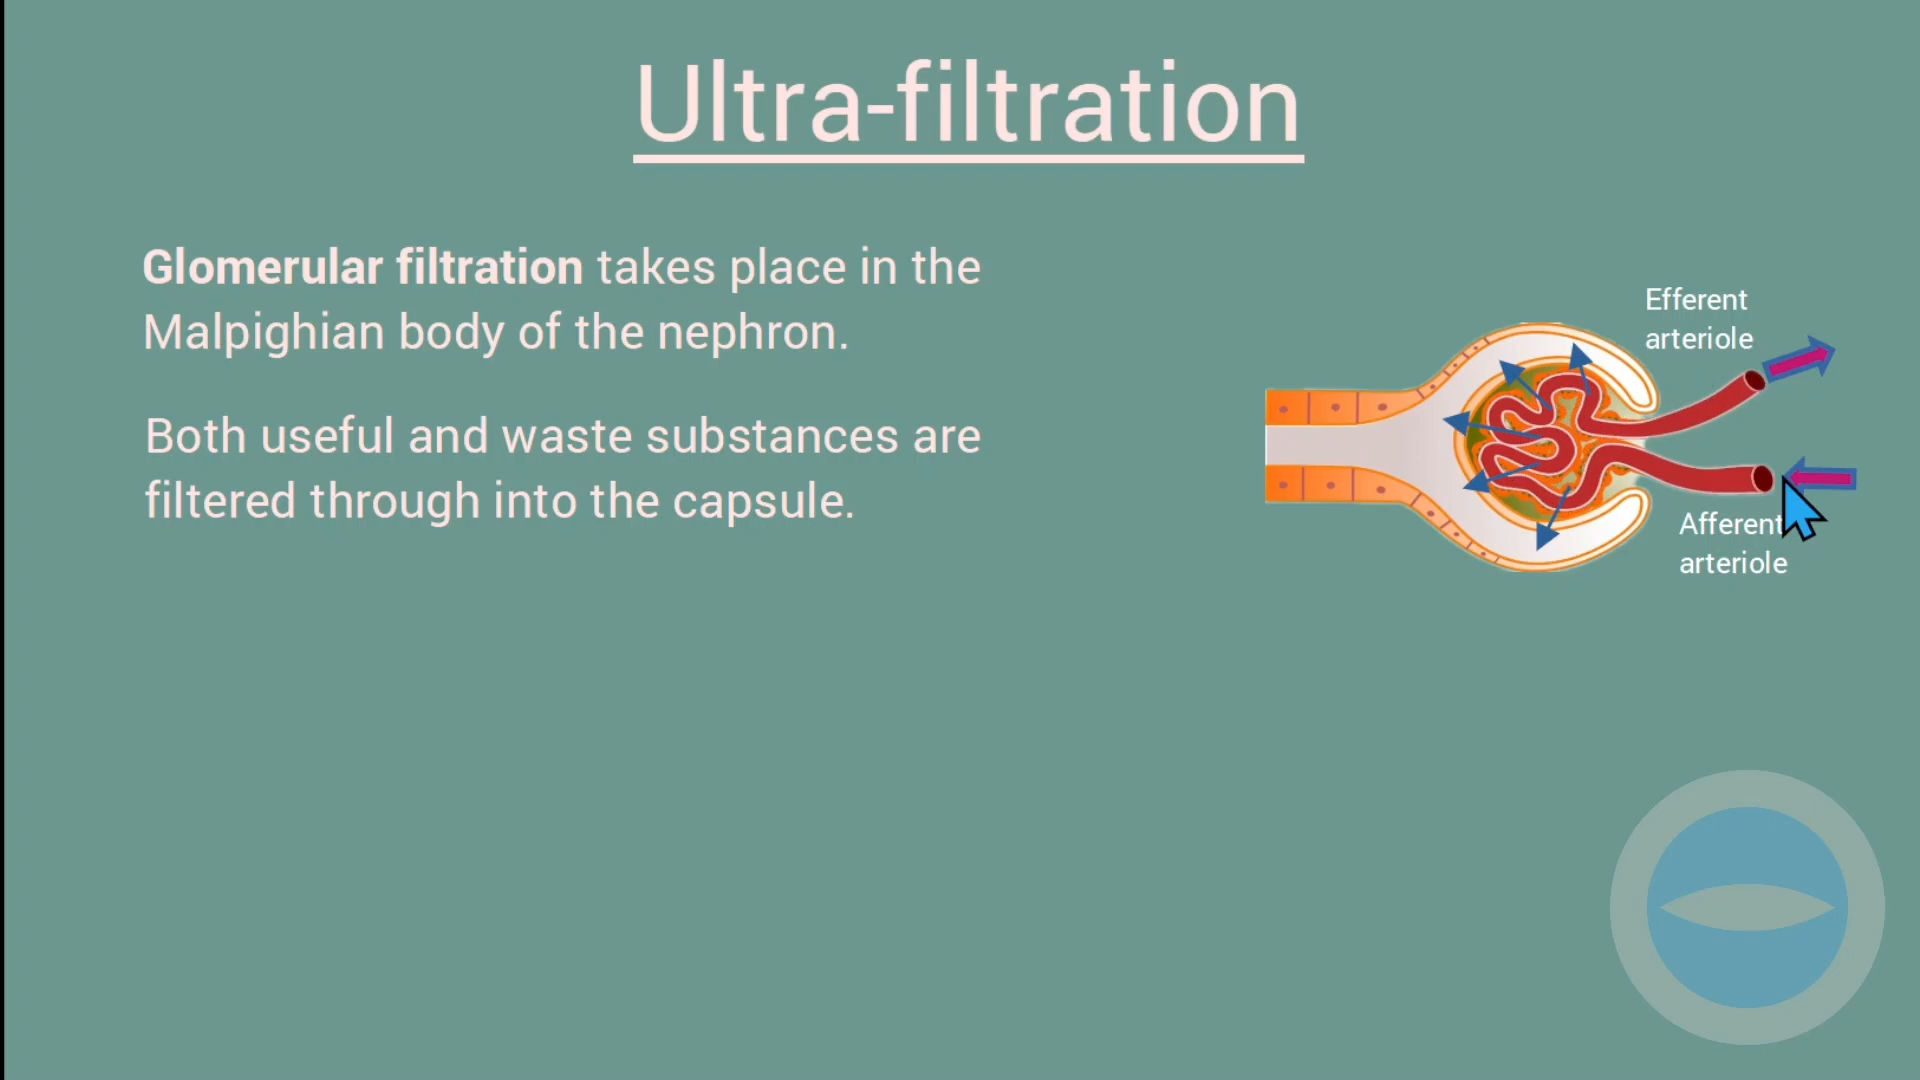 Ultra-filtration
Glomerular filtration takes place in the
Malpighian body of the nephron.
Both useful and waste substances are
filtered through into the capsule.
Efferent
arteriole
Afferent
arteriole